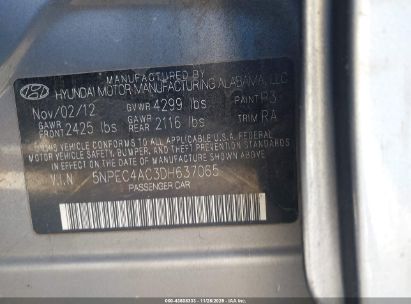 MANUFACTURED BY
HYUNDAI MOTOR MANUFACTURING ALABAMA, LLC
Nov/02/12 GVWR 4299 lbs PAINT P3
GAWR FRONT 2425 lbs GAWR REAR 2116 lbs TRIM RA
THIS VEHICLE CONFORMS TO ALL APPLICABLE U.S. FEDERAL
MOTOR VEHICLE SAFETY, BUMPER, AND THEFT PREVENTION
STANDARDS IN EFFECT ON THE DATE OF MANUFACTURE
SHOWN ABOVE.
V.I.N 5NPEC4AC3DH637065
PASSENGER CAR